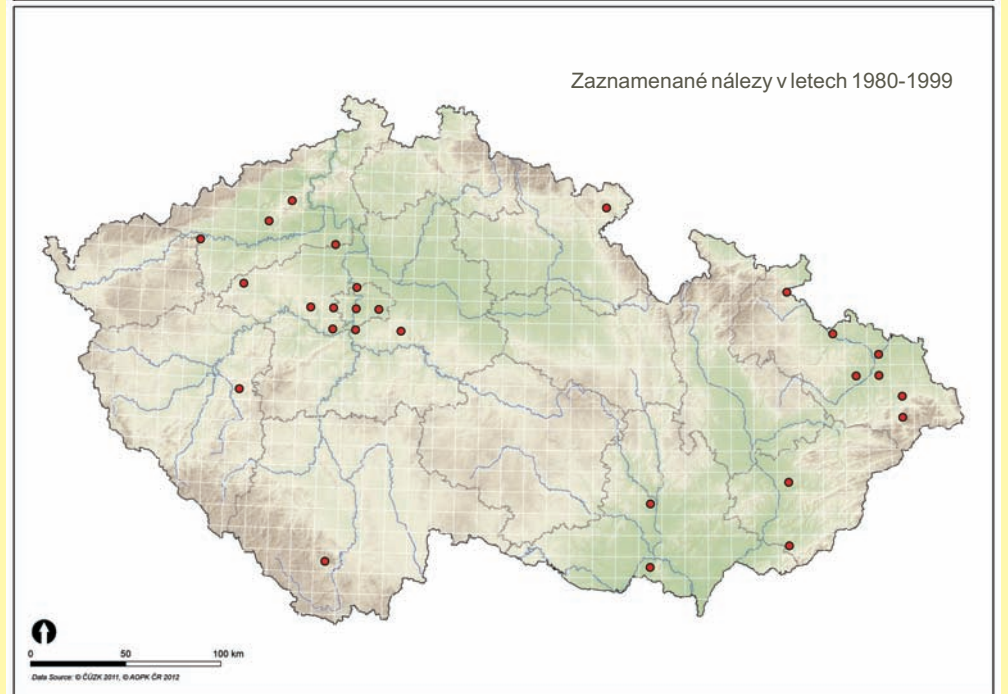 Zaznamenané nálezy v letech 1980-1999
0 50 100 km
Data Source: © ČÚZK 2011, © AOPK ČR 2012